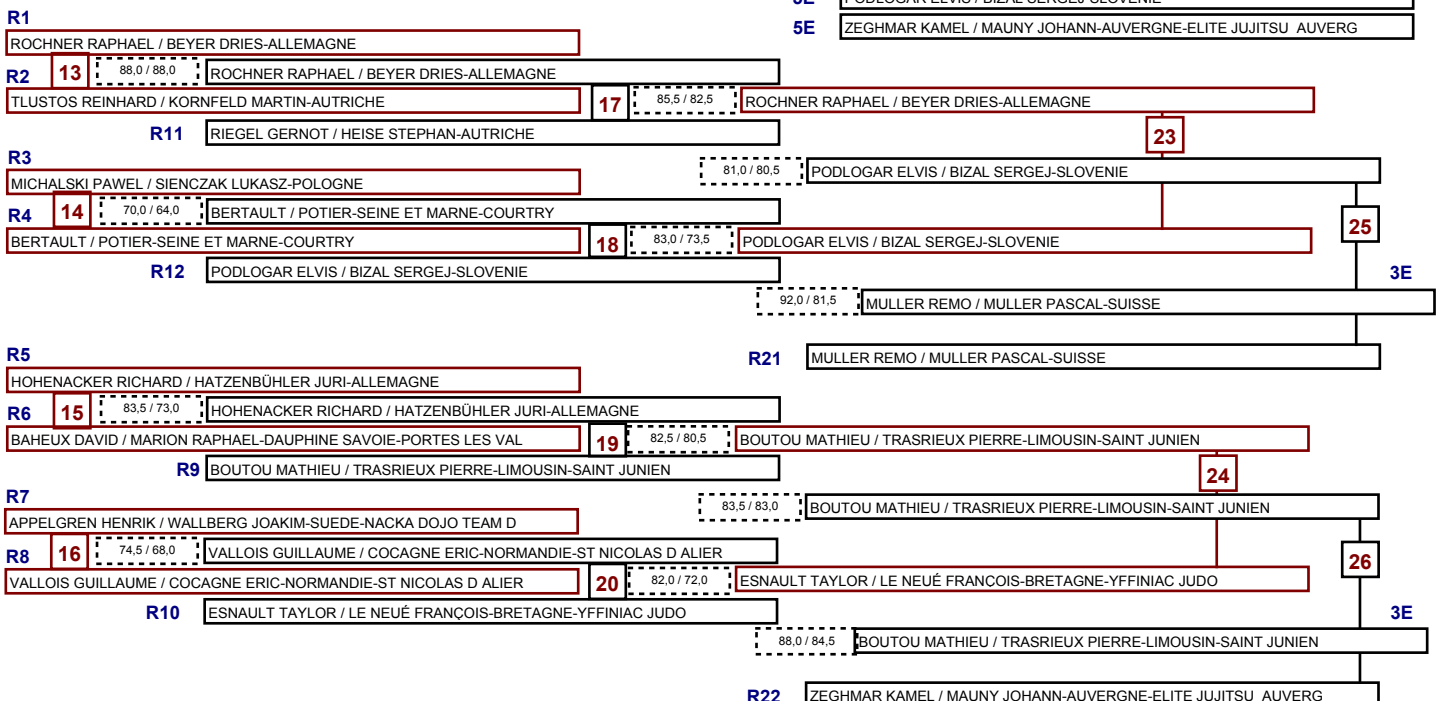 3E PODLOGAR ELVIS / BIZAL SERGEJ-SLOVENIE
R1
5E ZEGHMAR KAMEL / MAUNY JOHANN-AUVERGNE-ELITE JUJITSU AUVERG
ROCHNER RAPHAEL / BEYER DRIES-ALLEMAGNE
R2 13 88,0 / 88,0 ROCHNER RAPHAEL / BEYER DRIES-ALLEMAGNE
TLUSTOS REINHARD / KORNFELD MARTIN-AUTRICHE 17 85,5 / 82,5 ROCHNER RAPHAEL / BEYER DRIES-ALLEMAGNE
R11 RIEGEL GERNOT / HEISE STEPHAN-AUTRICHE 23
R3
81,0 / 80,5 PODLOGAR ELVIS / BIZAL SERGEJ-SLOVENIE
MICHALSKI PAWEL / SIENCZAK LUKASZ-POLOGNE
R4 14 70,0 / 64,0 BERTAULT / POTIER-SEINE ET MARNE-COURTRY 25
BERTAULT / POTIER-SEINE ET MARNE-COURTRY 18 83,0 / 73,5 PODLOGAR ELVIS / BIZAL SERGEJ-SLOVENIE
R12 PODLOGAR ELVIS / BIZAL SERGEJ-SLOVENIE 3E
92,0 / 81,5 MULLER REMO / MULLER PASCAL-SUISSE
R5 R21 MULLER REMO / MULLER PASCAL-SUISSE
HOHENACKER RICHARD / HATZENBÜHLER JURI-ALLEMAGNE
R6 15 83,5 / 73,0 HOHENACKER RICHARD / HATZENBÜHLER JURI-ALLEMAGNE
BAHEUX DAVID / MARION RAPHAEL-DAUPHINE SAVOIE-PORTES LES VAL 19 82,5 / 80,5 BOUTOU MATHIEU / TRASRIEUX PIERRE-LIMOUSIN-SAINT JUNIEN
R9 BOUTOU MATHIEU / TRASRIEUX PIERRE-LIMOUSIN-SAINT JUNIEN 24
R7
83,5 / 83,0 BOUTOU MATHIEU / TRASRIEUX PIERRE-LIMOUSIN-SAINT JUNIEN
APPELGREN HENRIK / WALLBERG JOAKIM-SUEDE-NACKA DOJO TEAM D
R8 16 74,5 / 68,0 VALLOIS GUILLAUME / COCAGNE ERIC-NORMANDIE-ST NICOLAS D ALIER 26
VALLOIS GUILLAUME / COCAGNE ERIC-NORMANDIE-ST NICOLAS D ALIER 20 82,0 / 72,0 ESNAULT TAYLOR / LE NEUÉ FRANÇOIS-BRETAGNE-YFFINIAC JUDO
R10 ESNAULT TAYLOR / LE NEUÉ FRANÇOIS-BRETAGNE-YFFINIAC JUDO 3E
88,0 / 84,5 BOUTOU MATHIEU / TRASRIEUX PIERRE-LIMOUSIN-SAINT JUNIEN
R22 ZEGHMAR KAMEL / MAUNY JOHANN-AUVERGNE-ELITE JUJITSU AUVERG